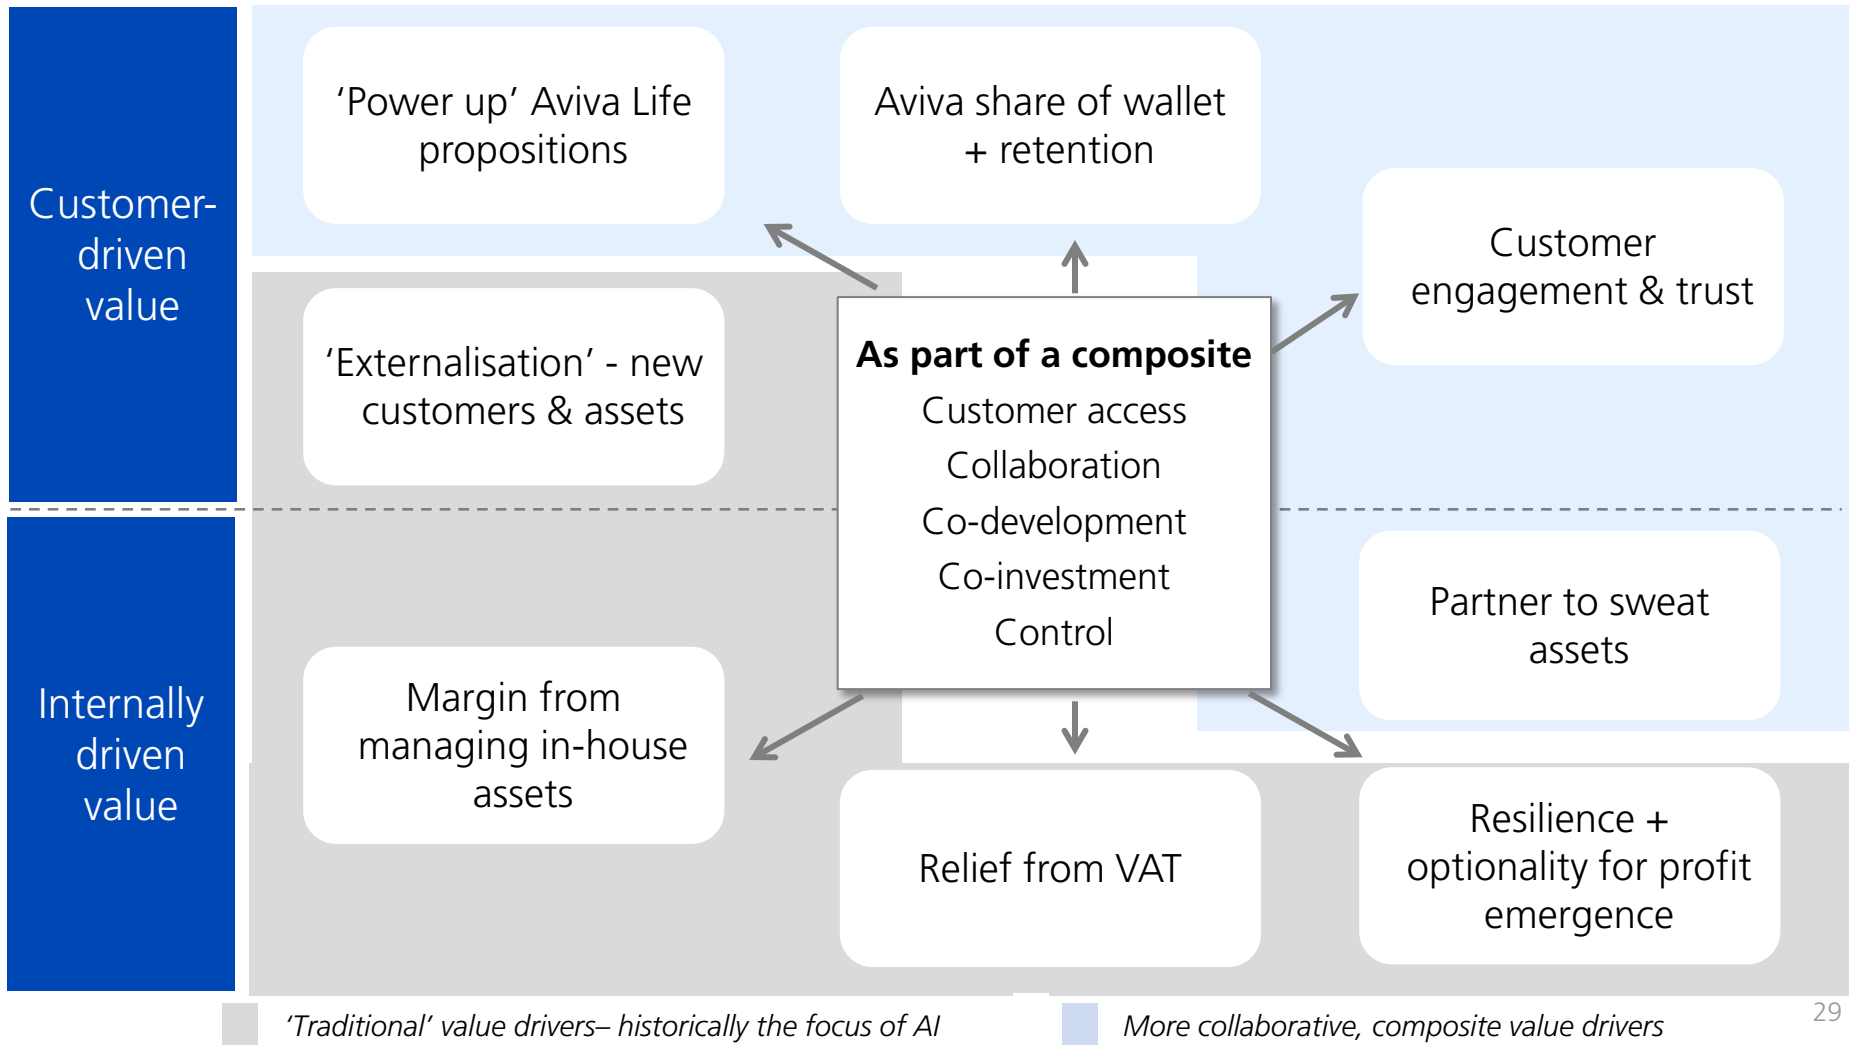 Customer-
driven
value
'Power up' Aviva Life
propositions
Aviva share of wallet
+ retention
Customer
engagement & trust
'Externalisation' - new
customers & assets
As part of a composite
Customer access
Collaboration
Co-development
Co-investment
Control
Internally
driven
value
Margin from
managing in-house
assets
Relief from VAT
Partner to sweat
assets
Resilience +
optionality for profit
emergence
'Traditional' value drivers– historically the focus of AI
More collaborative, composite value drivers
29